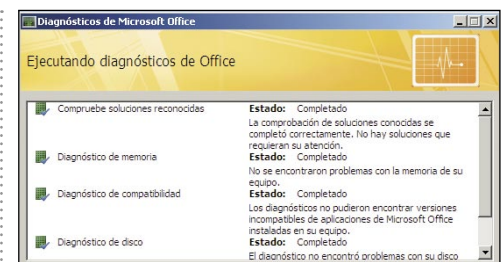 Diagnósticos de Microsoft Office
Ejecutando diagnósticos de Office
Compruebe soluciones reconocidas
Estado: Completado
La comprobación de soluciones conocidas se
completó correctamente. No hay soluciones que
requieran su atención.
Diagnóstico de memoria
Estado: Completado
No se encontraron problemas con la memoria de su
equipo.
Diagnóstico de compatibilidad
Estado: Completado
Los diagnósticos no pudieron encontrar versiones
incompatibles de aplicaciones de Microsoft Office
instaladas en su equipo.
Diagnóstico de disco
Estado: Completado
El diagnóstico no encontró problemas con su disco